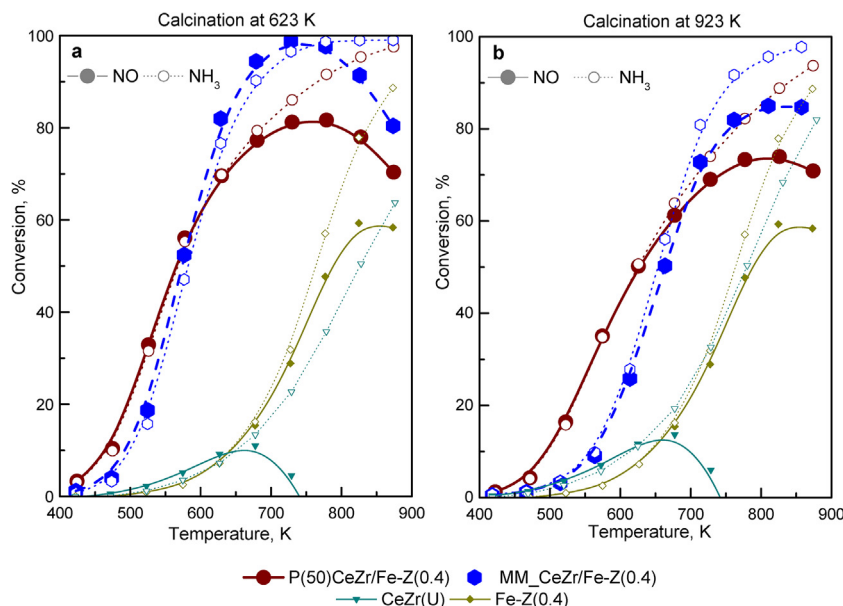 Calcination at 623 K
Calcination at 923 K
a
NO
NH3
b
NO
NH3
Conversion, %
100
80
60
40
20
0
400
500
600
700
800
900
Temperature, K
Conversion, %
100
80
60
40
20
0
400
500
600
700
800
900
Temperature, K
P(50)CeZr/Fe-Z(0.4)
MM_CeZr/Fe-Z(0.4)
CeZr(U)
Fe-Z(0.4)